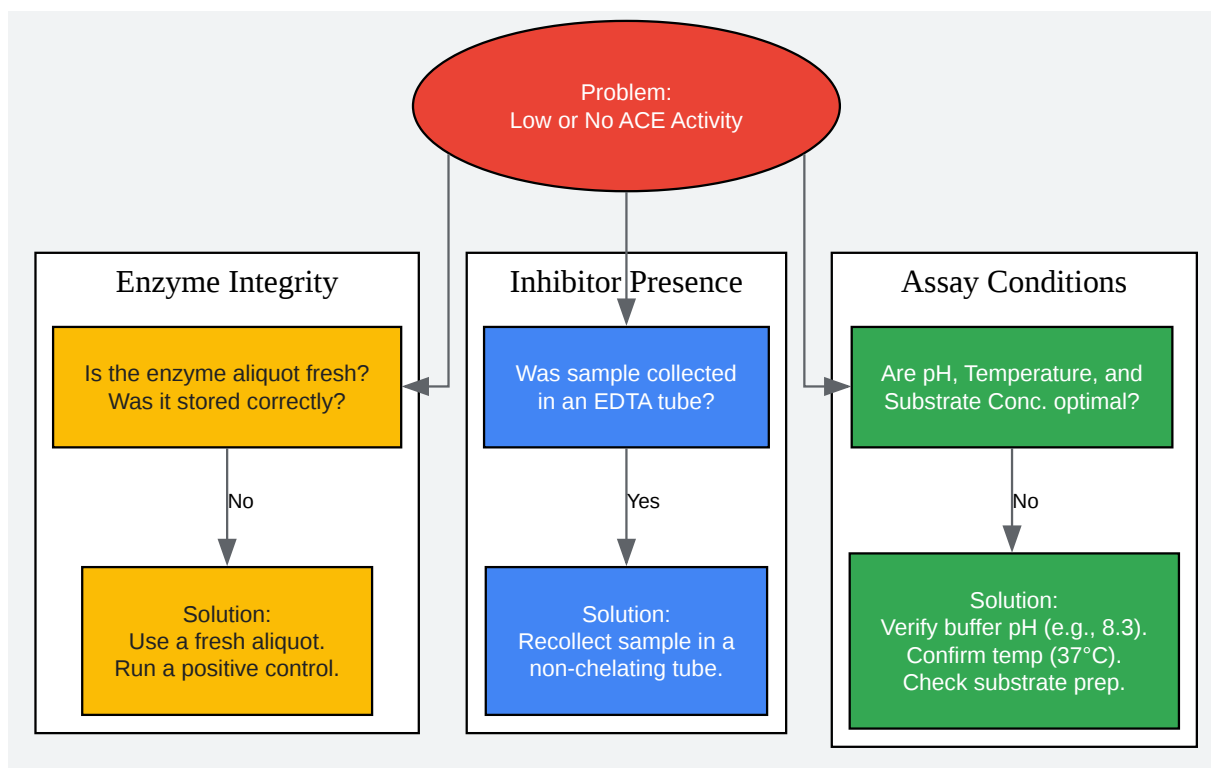 Problem:
Low or No ACE Activity
Enzyme Integrity
Is the enzyme aliquot fresh?
Was it stored correctly?
No
Solution:
Use a fresh aliquot.
Run a positive control.
Inhibitor Presence
Was sample collected
in an EDTA tube?
Yes
Solution:
Recollect sample in a
non-chelating tube.
Assay Conditions
Are pH, Temperature, and
Substrate Conc. optimal?
No
Solution:
Verify buffer pH (e.g., 8.3).
Confirm temp (37°C).
Check substrate prep.